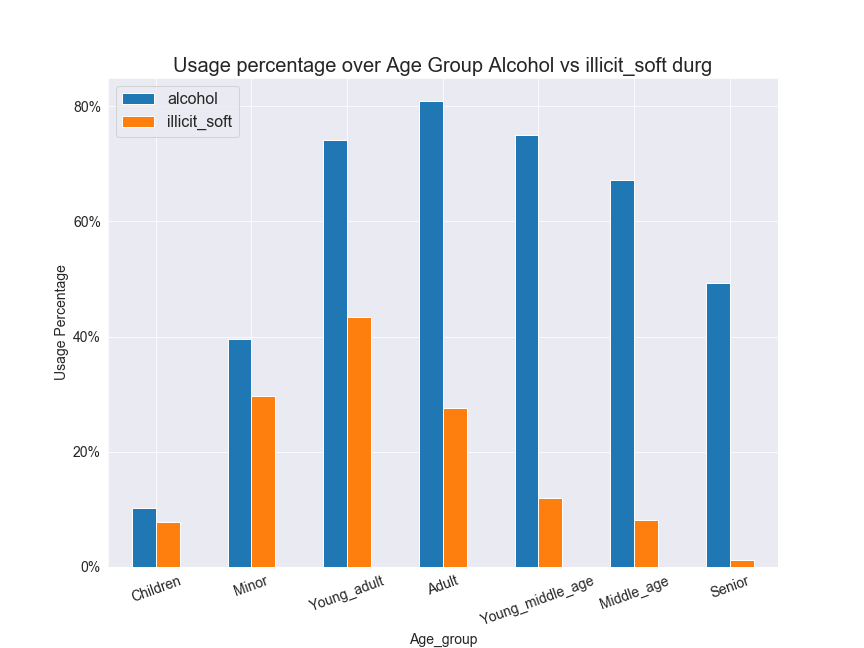 Usage percentage over Age Group Alcohol vs illicit_soft durg
alcohol
illicit_soft
80%
60%
40%
20%
0%
Usage Percentage
Children
Minor
Young_adult
Adult
Young_middle_age
Middle_age
Senior
Age_group